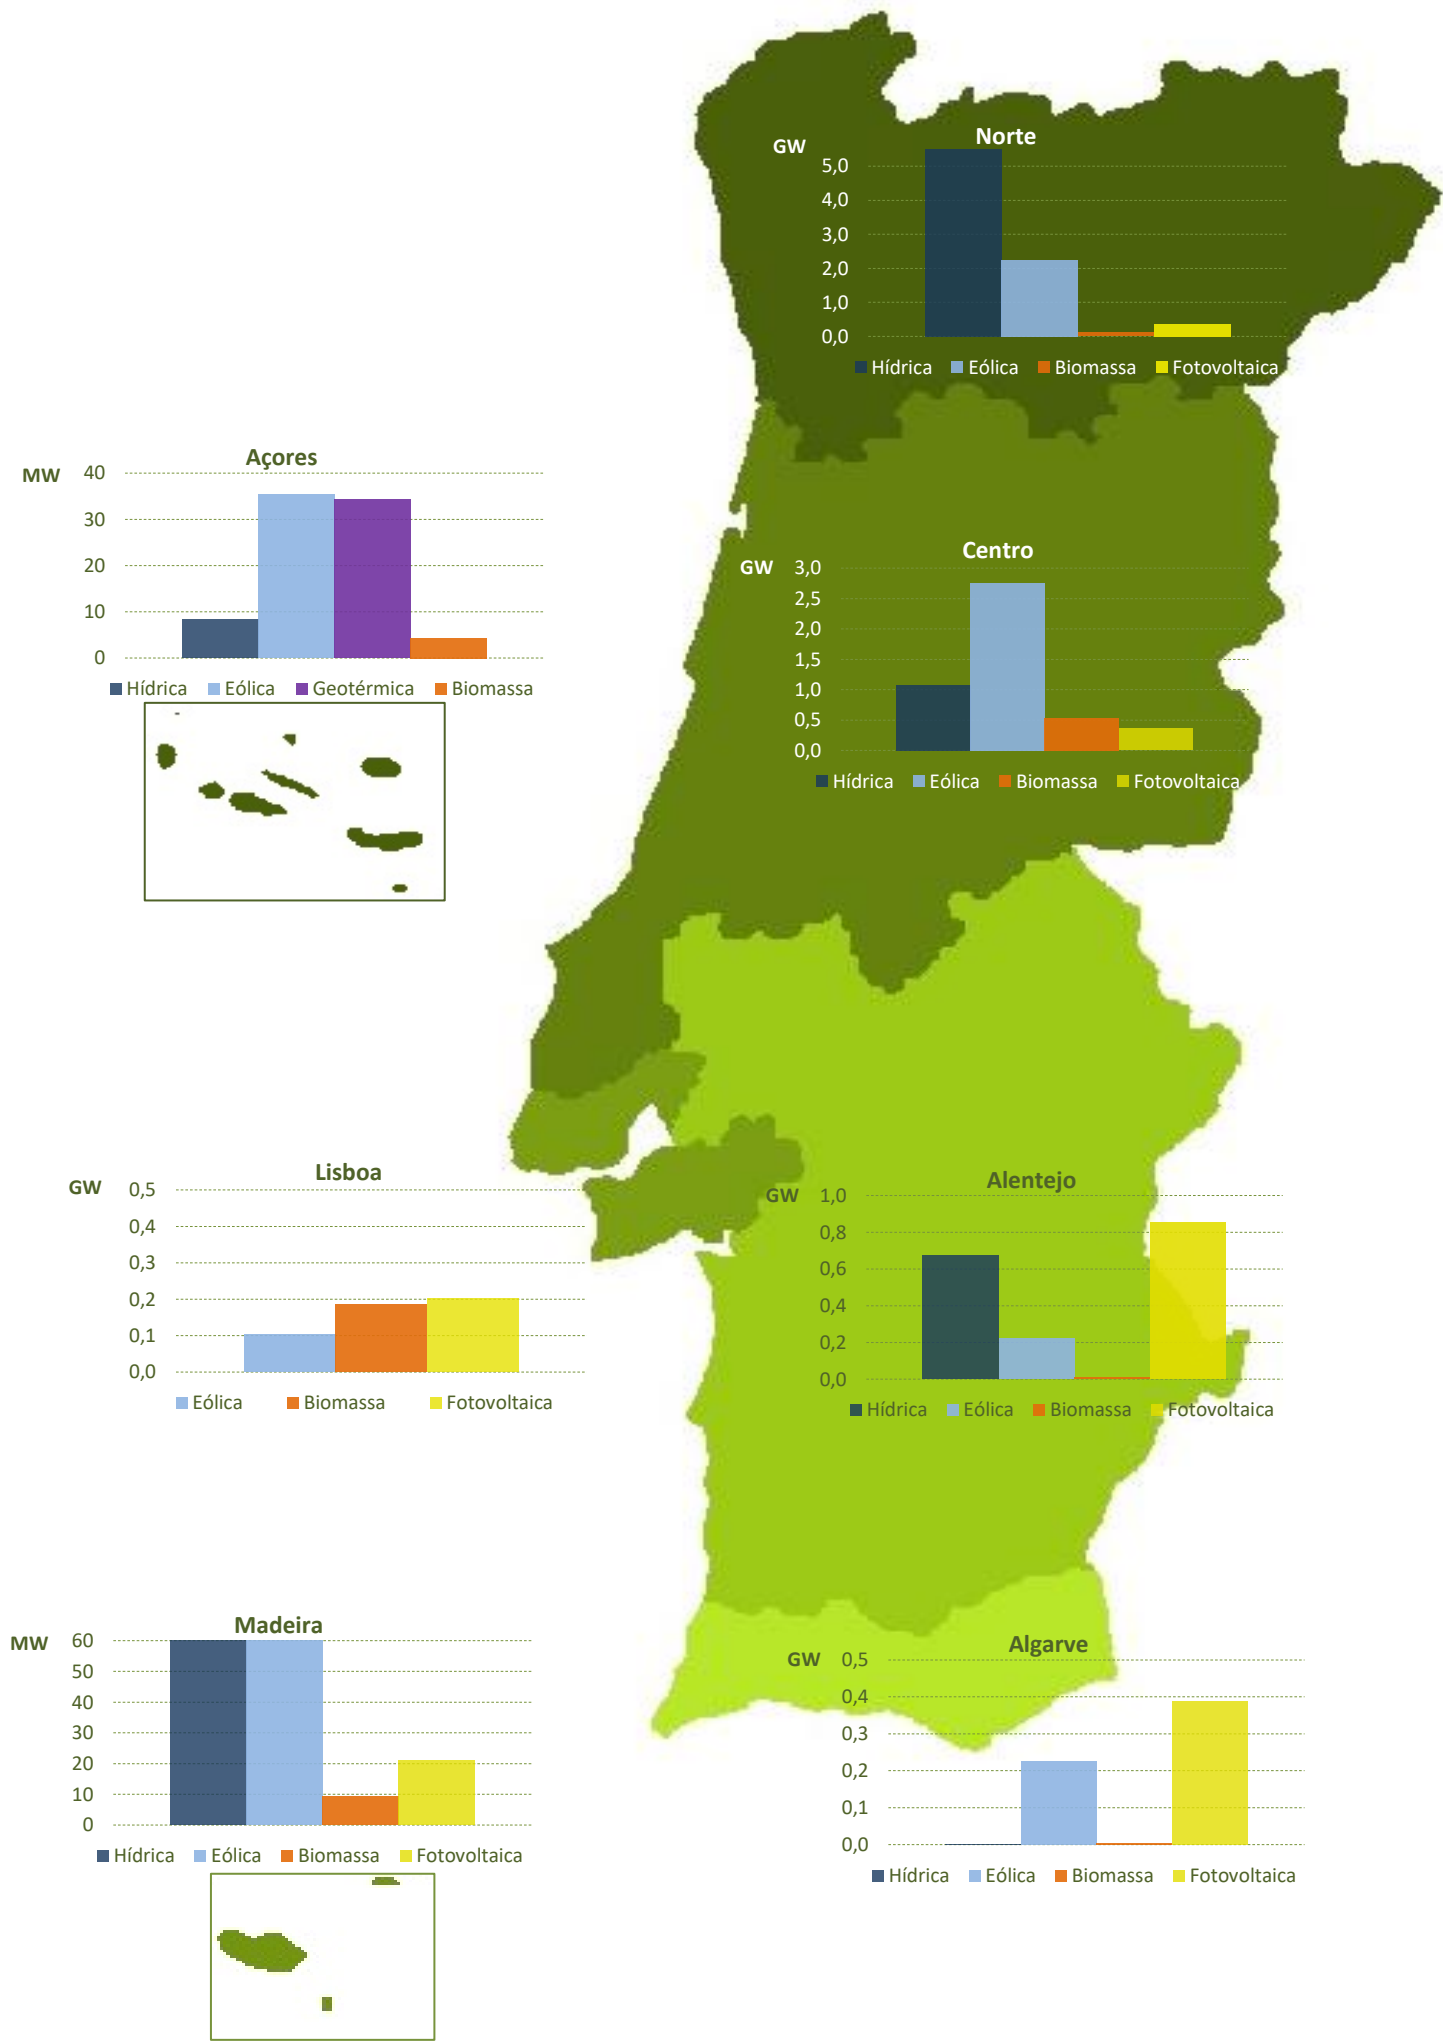 Norte
GW
5,0
4,0
3,0
2,0
1,0
0,0
Hídrica Eólica Biomassa Fotovoltaica
Açores
MW
40
30
20
10
0
Hídrica Eólica Geotérmica Biomassa
Centro
GW
3,0
2,5
2,0
1,5
1,0
0,5
0,0
Hídrica Eólica Biomassa Fotovoltaica
Lisboa
GW
0,5
0,4
0,3
0,2
0,1
0,0
Eólica Biomassa Fotovoltaica
Alentejo
GW
1,0
0,8
0,6
0,4
0,2
0,0
Hídrica Eólica Biomassa Fotovoltaica
Madeira
MW
60
50
40
30
20
10
0
Hídrica Eólica Biomassa Fotovoltaica
Algarve
GW
0,5
0,4
0,3
0,2
0,1
0,0
Hídrica Eólica Biomassa Fotovoltaica